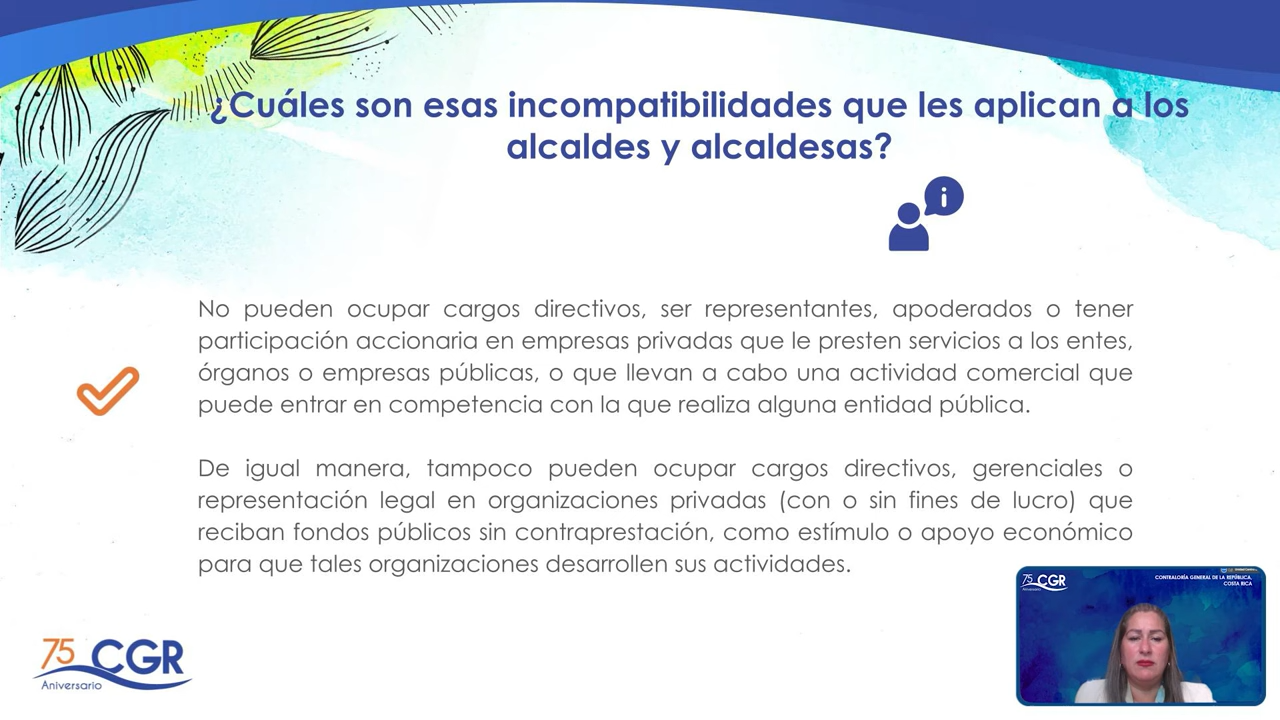 ¿Cuáles son esas incompatibilidades que les aplican a los
alcaldes y alcaldesas?
i
No pueden ocupar cargos directivos, ser representantes, apoderados o tener
participación accionaria en empresas privadas que le presten servicios a los entes,
órganos o empresas públicas, o que llevan a cabo una actividad comercial que
puede entrar en competencia con la que realiza alguna entidad pública.
De igual manera, tampoco pueden ocupar cargos directivos, gerenciales o
representación legal en organizaciones privadas (con o sin fines de lucro) que
reciban fondos públicos sin contraprestación, como estímulo o apoyo económico
para que tales organizaciones desarrollen sus actividades.
75 CGR
Aniversario
75 CGR
CONTRALORÍA GENERAL DE LA REPÚBLICA,
COSTA RICA